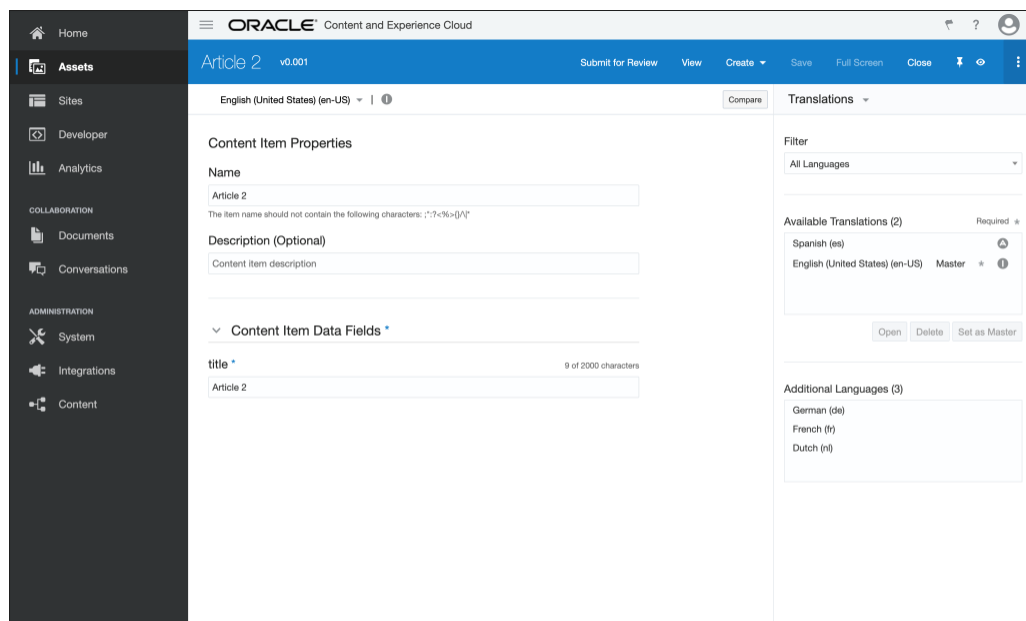 Home
Assets
Sites
Developer
Analytics
COLLABORATION
Documents
Conversations
ADMINISTRATION
System
Integrations
Content
ORACLE Content and Experience Cloud
?
Article 2 v0.001
Submit for Review View Create Save Full Screen Close
English (United States) (en-US) |
Compare
Content Item Properties
Name
Article 2
The item name should not contain the following characters: ;*:?<%>{}/\|"
Description (Optional)
Content item description
Content Item Data Fields *
title * 9 of 2000 characters
Article 2
Translations
Filter
All Languages
Available Translations (2) Required *
Spanish (es)
English (United States) (en-US) Master *
Open Delete Set as Master
Additional Languages (3)
German (de)
French (fr)
Dutch (nl)